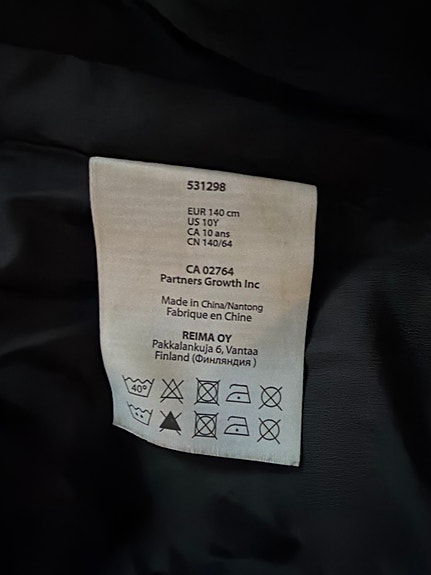 531298
EUR 140 cm
US 10Y
CA 10 ans
CN 140/64
CA 02764
Partners Growth Inc
Made in China/Nantong
Fabrique en Chine
REIMA OY
Pakkalankuja 6, Vantaa
Finland (Финляндия )
40°